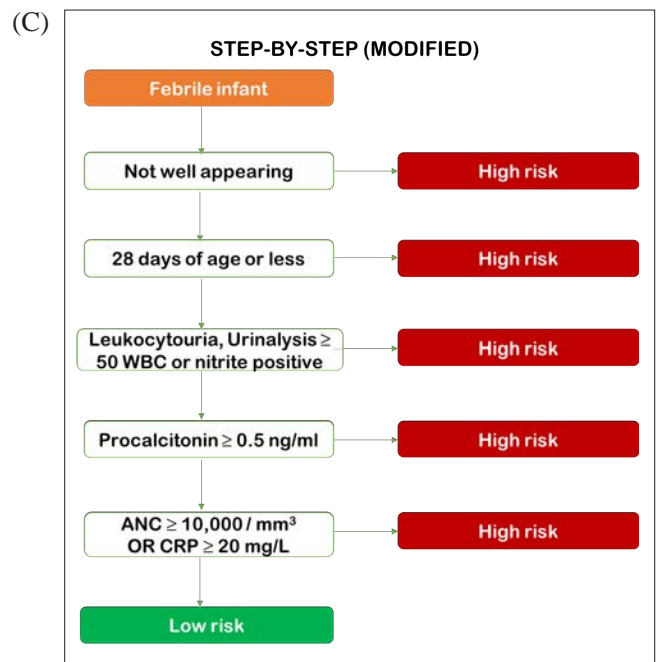 (C)
STEP-BY-STEP (MODIFIED)
Febrile infant
Not well appearing
High risk
28 days of age or less
High risk
Leukocytouria, Urinalysis ≥
50 WBC or nitrite positive
High risk
Procalcitonin ≥ 0.5 ng/ml
High risk
ANC ≥ 10,000 / mm³
OR CRP ≥ 20 mg/L
High risk
Low risk